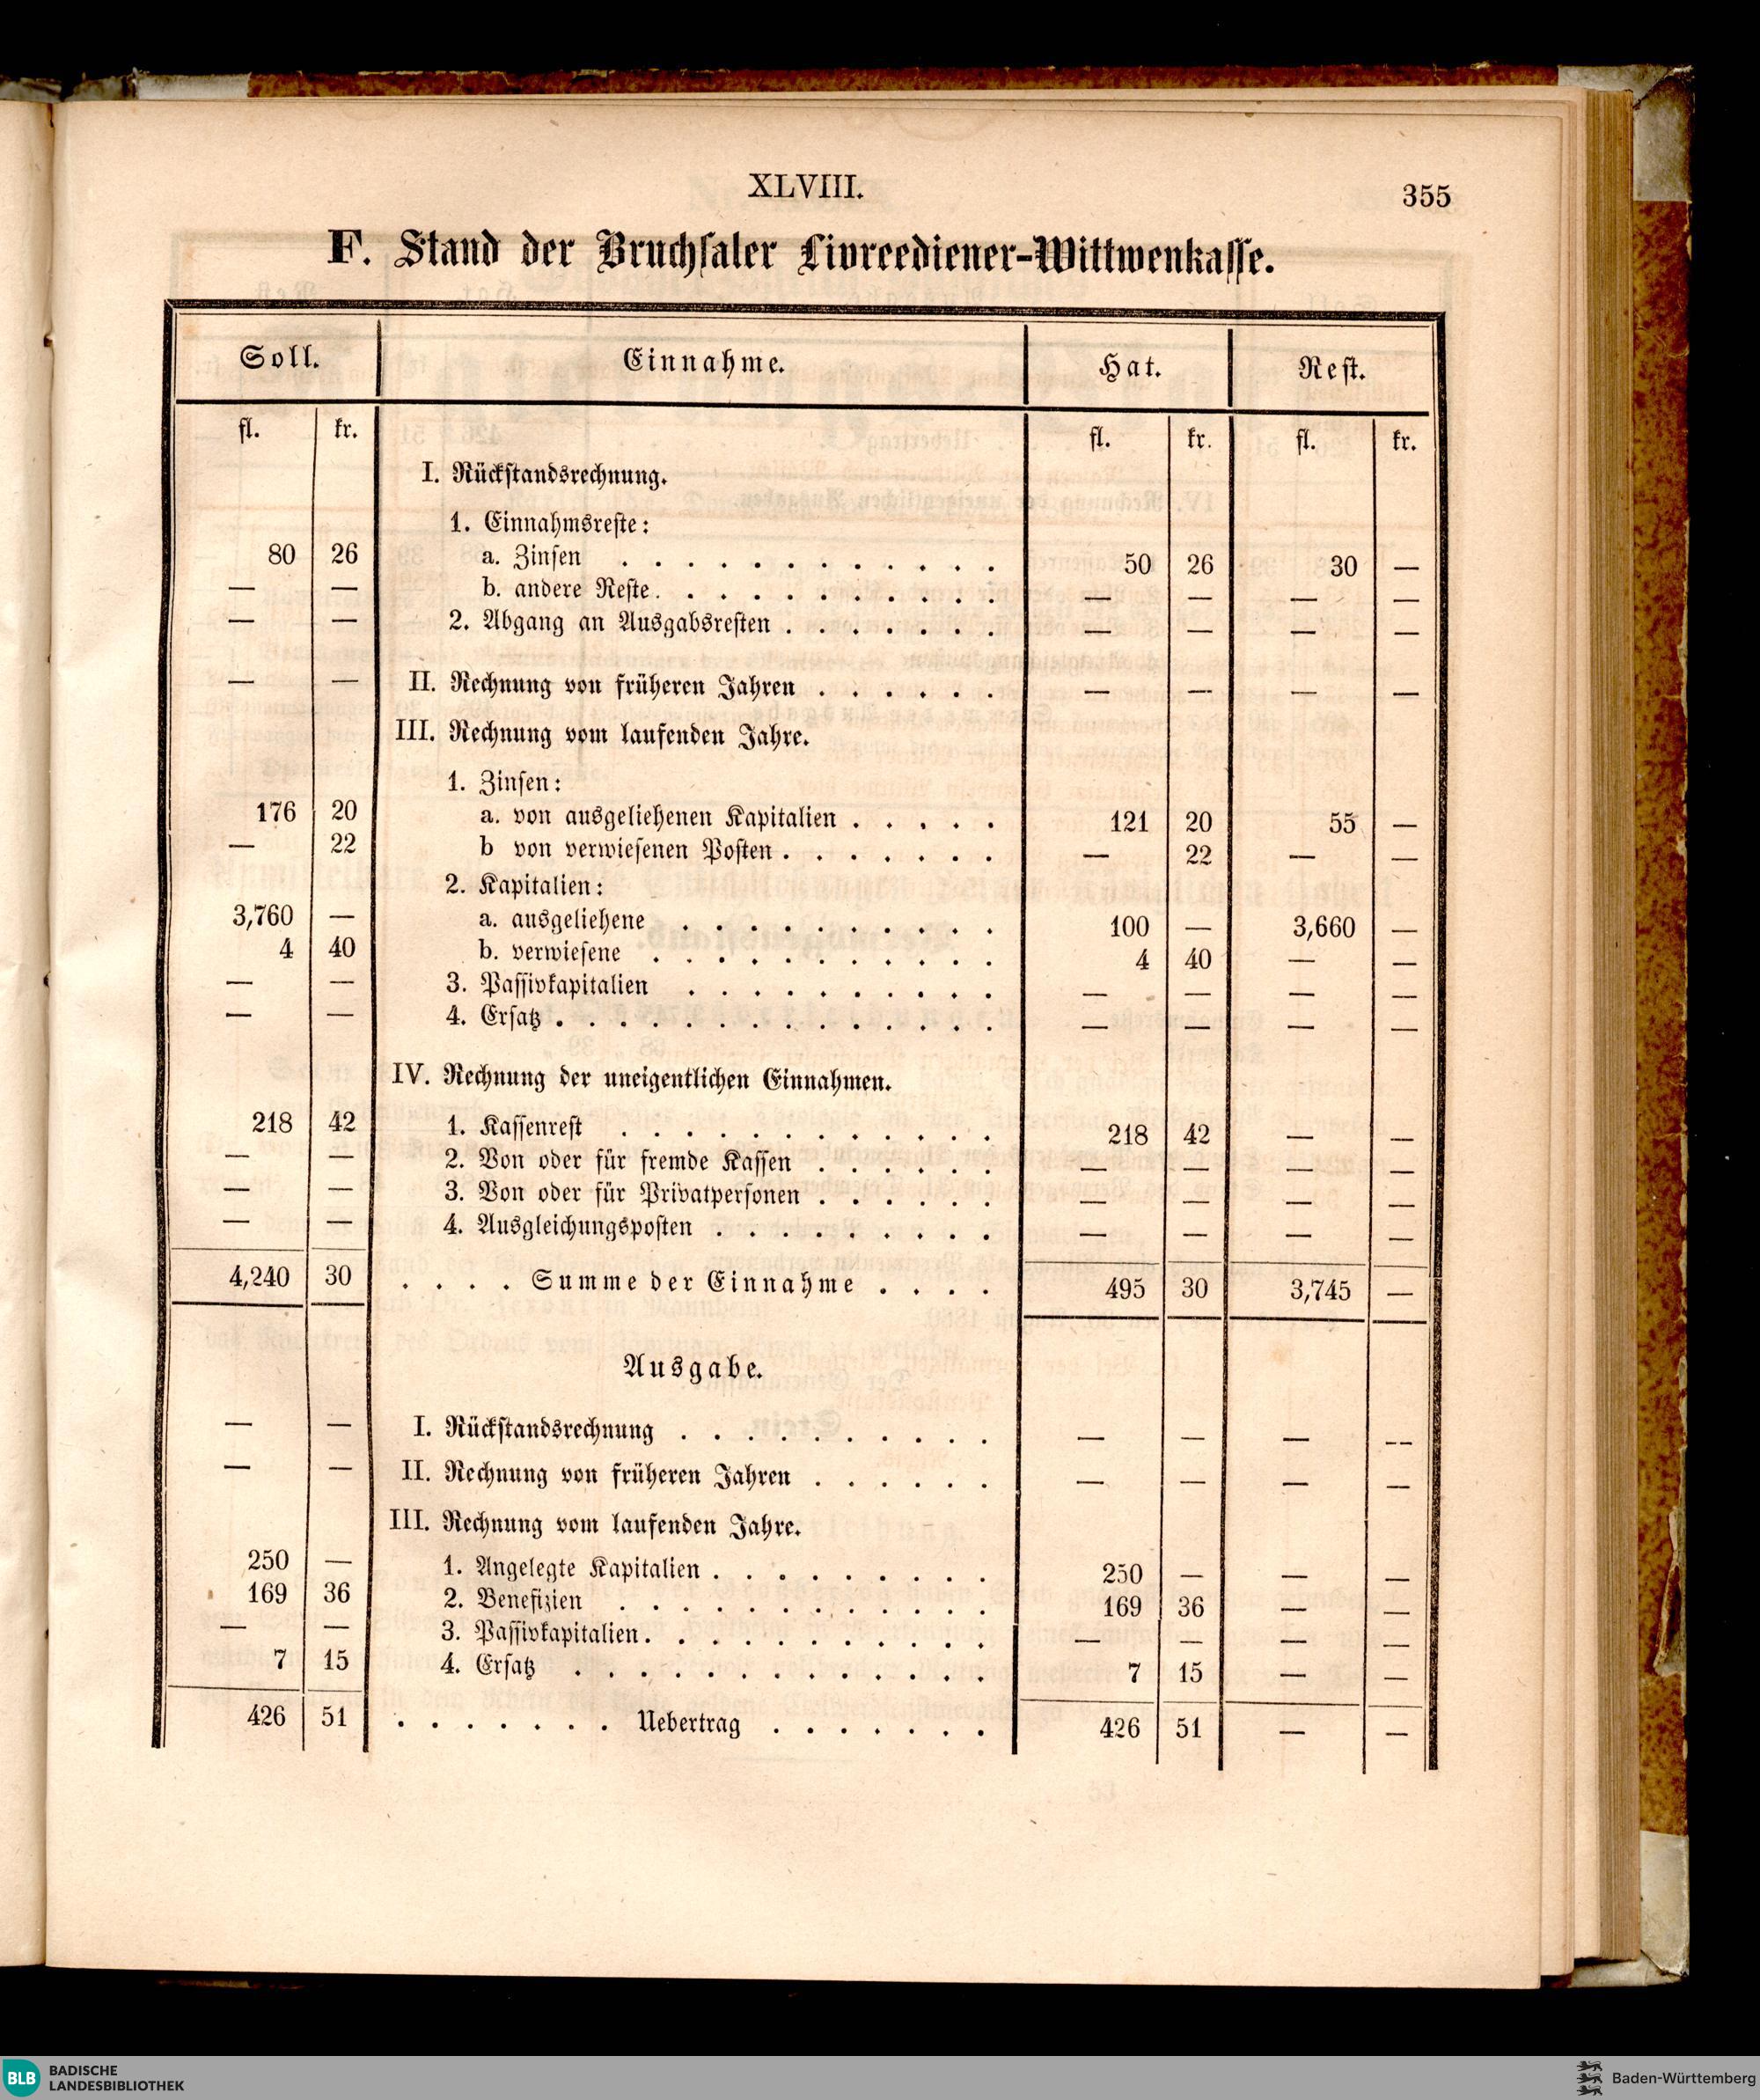 XLVIII. 355
F. Stand der Bruchsaler Livreediener-Wittwenkasse.
Soll. Einnahme. Hat. Rest.
fl. kr. fl. kr. fl. kr.
I. Rückstandsrechnung.
1. Einnahmsreste:
80 26 a. Zinsen . . . . . . . . . . . . 50 26 30 —
— — b. andere Reste. . . . . . . . . . . — — — —
— — 2. Abgang an Ausgabsresten . . . . . . . — — — —
— — II. Rechnung von früheren Jahren . . . . . . — — — —
III. Rechnung vom laufenden Jahre.
1. Zinsen:
176 20 a. von ausgeliehenen Kapitalien . . . . . 121 20 55 —
— 22 b von verwiesenen Posten . . . . . . . — 22 — —
2. Kapitalien:
3,760 — a. ausgeliehene . . . . . . . . . . 100 — 3,660 —
4 40 b. verwiesene . . . . . . . . . . . 4 40 — —
— — 3. Passivkapitalien . . . . . . . . . . — — — —
— — 4. Ersatz . . . . . . . . . . . . . . — — — —
IV. Rechnung der uneigentlichen Einnahmen.
218 42 1. Kassenrest . . . . . . . . . . . . 218 42 — —
— — 2. Von oder für fremde Kassen . . . . . . — — — —
— — 3. Von oder für Privatpersonen . . . . . . — — — —
— — 4. Ausgleichungsposten . . . . . . . . . — — — —
4,240 30 . . . . Summe der Einnahme . . . . 495 30 3,745 —
Ausgabe.
— — I. Rückstandsrechnung . . . . . . . . . . — — — —
— — II. Rechnung von früheren Jahren . . . . . . — — — —
III. Rechnung vom laufenden Jahre.
250 — 1. Angelegte Kapitalien . . . . . . . . . 250 — — —
169 36 2. Benefizien . . . . . . . . . . . . 169 36 — —
— — 3. Passivkapitalien . . . . . . . . . . . — — — —
7 15 4. Ersatz . . . . . . . . . . . . . 7 15 — —
426 51 . . . . . . . Uebertrag . . . . . . . 426 51 — —
BLB BADISCHE
LANDESBIBLIOTHEK
Baden-Württemberg